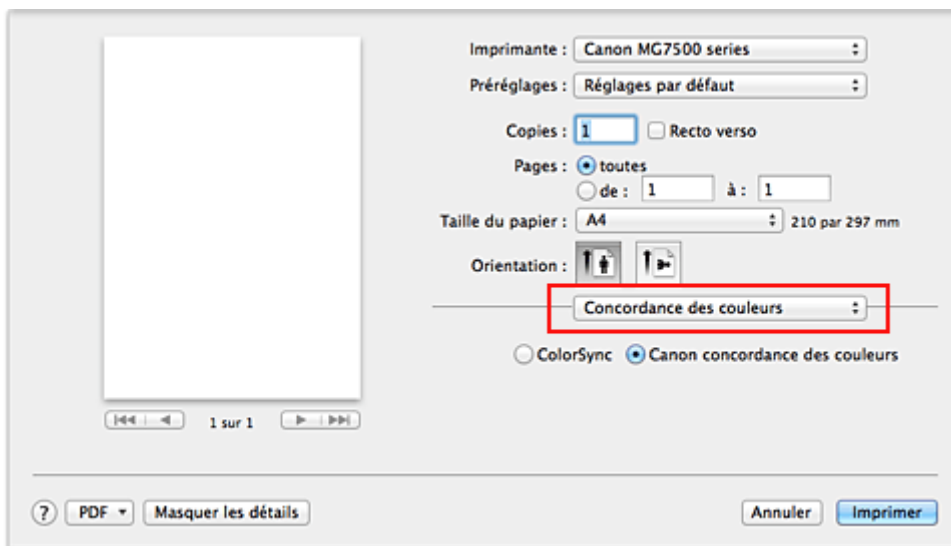 Imprimante : Canon MG7500 series
Préréglages : Réglages par défaut
Copies : 1 Recto verso
Pages : toutes
de : 1 à : 1
Taille du papier : A4 210 par 297 mm
Orientation :
Concordance des couleurs
ColorSync Canon concordance des couleurs
1 sur 1
? PDF Masquer les détails Annuler Imprimer